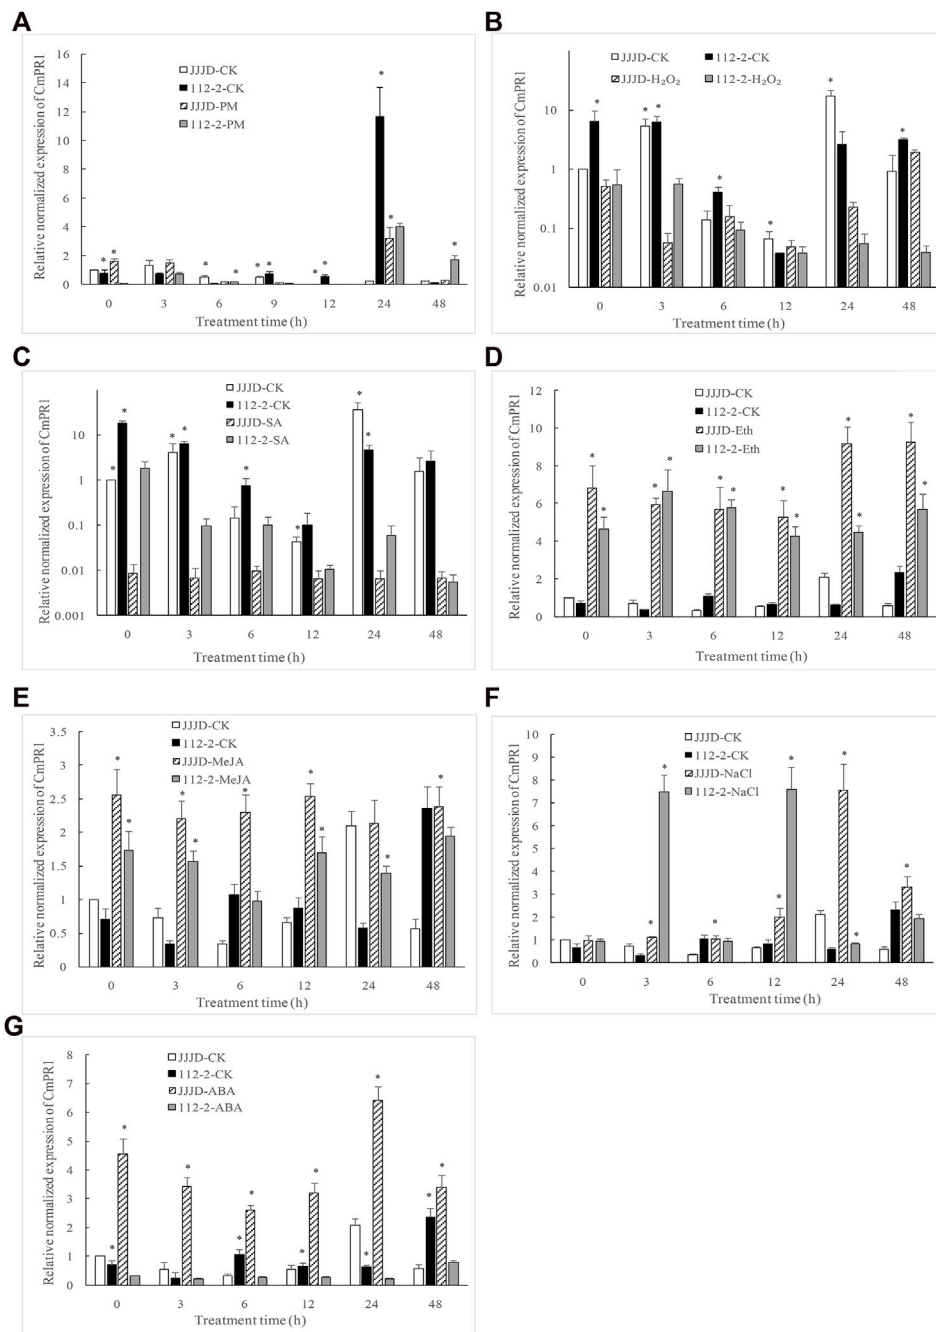 A
Relative normalized expression of CmPR1
16
14
12
10
8
6
4
2
0
JJJD-CK
112-2-CK
JJJD-PM
112-2-PM
* * * * * * * * * * * *
0 3 6 9 12 24 48
Treatment time (h)
B
Relative normalized expression of CmPR1
10
1
0.1
0.01
JJJD-CK 112-2-CK
JJJD-H₂O₂ 112-2-H₂O₂
* * * * * * *
0 3 6 12 24 48
Treatment time (h)
C
Relative normalized expression of CmPR1
10
1
0.1
0.01
0.001
JJJD-CK
112-2-CK
JJJD-SA
112-2-SA
* * * * * * * *
0 3 6 12 24 48
Treatment time (h)
D
Relative normalized expression of CmPR1
12
10
8
6
4
2
0
JJJD-CK
112-2-CK
JJJD-Eth
112-2-Eth
* * * * * * * * * * * *
0 3 6 12 24 48
Treatment time (h)
E
Relative normalized expression of CmPR1
3.5
3
2.5
2
1.5
1
0.5
0
JJJD-CK
112-2-CK
JJJD-MeJA
112-2-MeJA
* * * * * * * * *
0 3 6 12 24 48
Treatment time (h)
F
Relative normalized expression of CmPR1
10
9
8
7
6
5
4
3
2
1
0
JJJD-CK
112-2-CK
JJJD-NaCl
112-2-NaCl
* * * * * * * *
0 3 6 12 24 48
Treatment time (h)
G
Relative normalized expression of CmPR1
8
7
6
5
4
3
2
1
0
JJJD-CK
112-2-CK
JJJD-ABA
112-2-ABA
* * * * * * * * * * *
0 3 6 12 24 48
Treatment time (h)